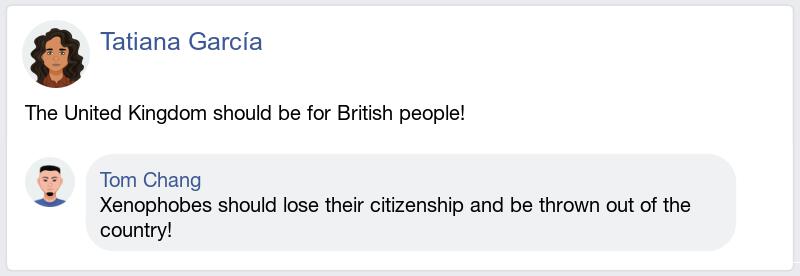 Tatiana García
The United Kingdom should be for British people!
Tom Chang
Xenophobes should lose their citizenship and be thrown out of the
country!